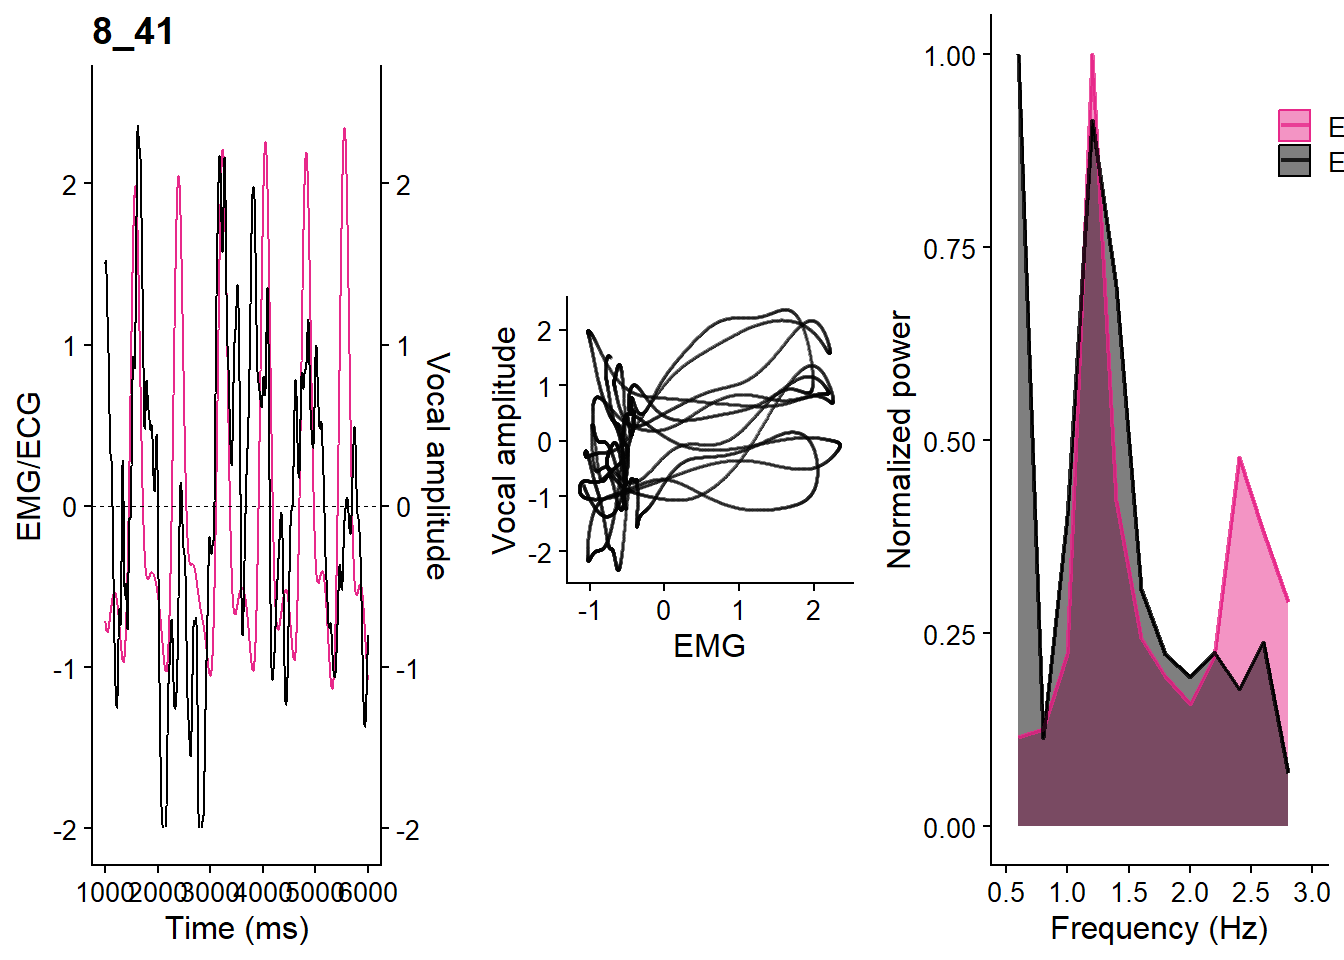 8_41
EMG/ECG
2
1
0
-1
-2
2
1
0
-1
-2
Vocal amplitude
1000 2000 3000 4000 5000 6000
Time (ms)
Vocal amplitude
2
1
0
-1
-2
-1 0 1 2
EMG
Normalized power
1.00
0.75
0.50
0.25
0.00
E
E
0.5 1.0 1.5 2.0 2.5 3.0
Frequency (Hz)